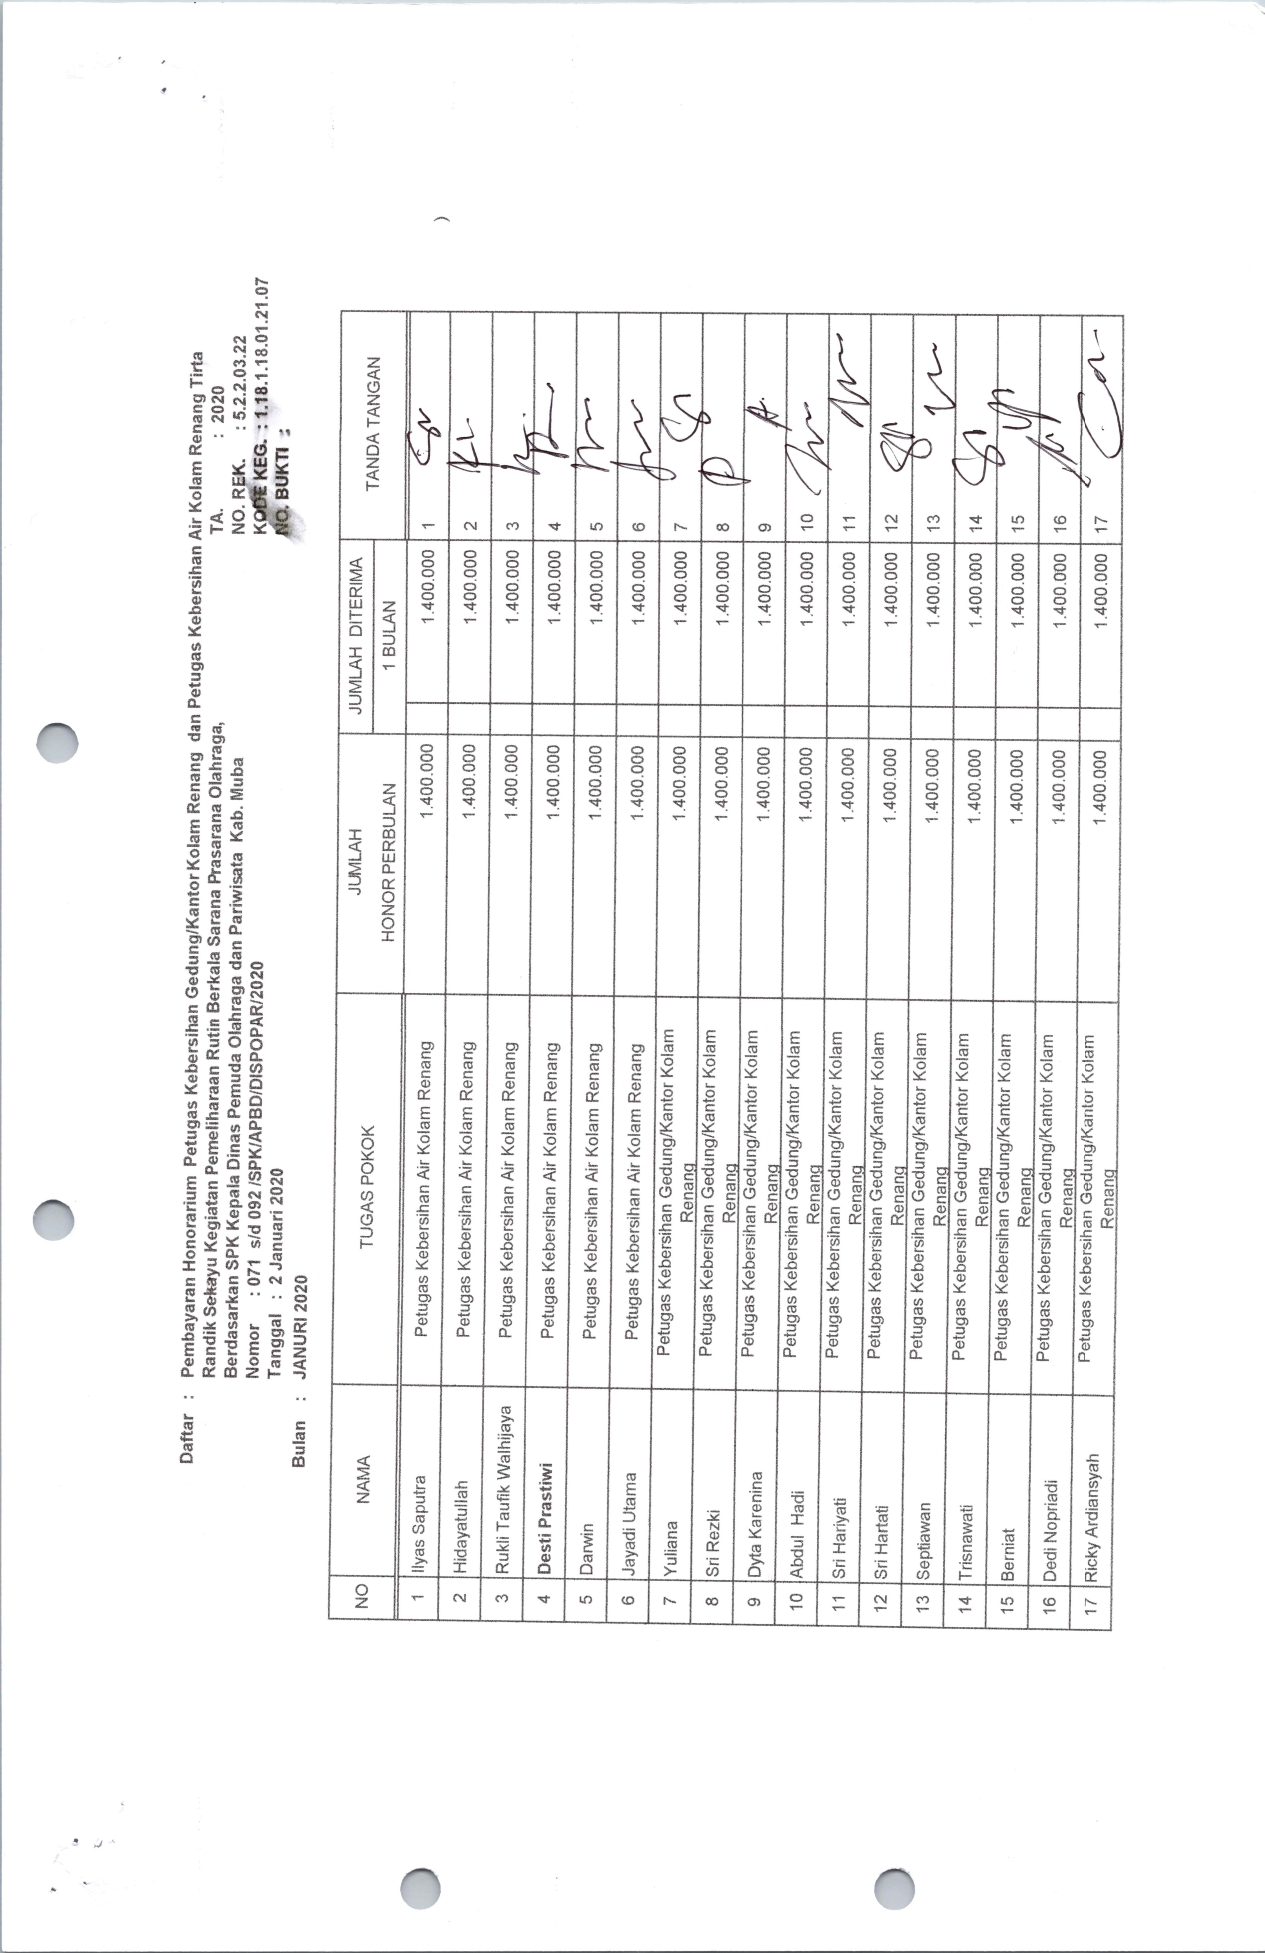 Daftar : Pembayaran Honorarium Petugas Kebersihan Gedung/Kantor Kolam Renang dan Petugas Kebersihan Air Kolam Renang Tirta
Randik Sekayu Kegiatan Pemeliharaan Rutin Berkala Sarana Prasarana Olahraga, TA. : 2020
Berdasarkan SPK Kepala Dinas Pemuda Olahraga dan Pariwisata Kab. Muba NO. REK. : 5.2.2.03.22
Nomor : 071 s/d 092 /SPK/APBD/DISPOPAR/2020 KODE KEG. : 1.18.1.18.01.21.07
Tanggal : 2 Januari 2020 NO. BUKTI :
Bulan : JANURI 2020
NO NAMA TUGAS POKOK JUMLAH HONOR PERBULAN JUMLAH DITERIMA TANDA TANGAN
1 BULAN
1 Ilyas Saputra Petugas Kebersihan Air Kolam Renang 1.400.000 1.400.000 1
2 Hidayatullah Petugas Kebersihan Air Kolam Renang 1.400.000 1.400.000 2
3 Rukli Taufik Walhijaya Petugas Kebersihan Air Kolam Renang 1.400.000 1.400.000 3
4 Desti Prastiwi Petugas Kebersihan Air Kolam Renang 1.400.000 1.400.000 4
5 Darwin Petugas Kebersihan Air Kolam Renang 1.400.000 1.400.000 5
6 Jayadi Utama Petugas Kebersihan Air Kolam Renang 1.400.000 1.400.000 6
7 Yuliana Petugas Kebersihan Gedung/Kantor Kolam 1.400.000 1.400.000 7
Renang
8 Sri Rezki Petugas Kebersihan Gedung/Kantor Kolam 1.400.000 1.400.000 8
Renang
9 Dyta Karenina Petugas Kebersihan Gedung/Kantor Kolam 1.400.000 1.400.000 9
Renang
10 Abdul Hadi Petugas Kebersihan Gedung/Kantor Kolam 1.400.000 1.400.000 10
Renang
11 Sri Hariyati Petugas Kebersihan Gedung/Kantor Kolam 1.400.000 1.400.000 11
Renang
12 Sri Hartati Petugas Kebersihan Gedung/Kantor Kolam 1.400.000 1.400.000 12
Renang
13 Septiawan Petugas Kebersihan Gedung/Kantor Kolam 1.400.000 1.400.000 13
Renang
14 Trisnawati Petugas Kebersihan Gedung/Kantor Kolam 1.400.000 1.400.000 14
Renang
15 Berniat Petugas Kebersihan Gedung/Kantor Kolam 1.400.000 1.400.000 15
Renang
16 Dedi Nopriadi Petugas Kebersihan Gedung/Kantor Kolam 1.400.000 1.400.000 16
Renang
17 Ricky Ardiansyah Petugas Kebersihan Gedung/Kantor Kolam 1.400.000 1.400.000 17
Renang